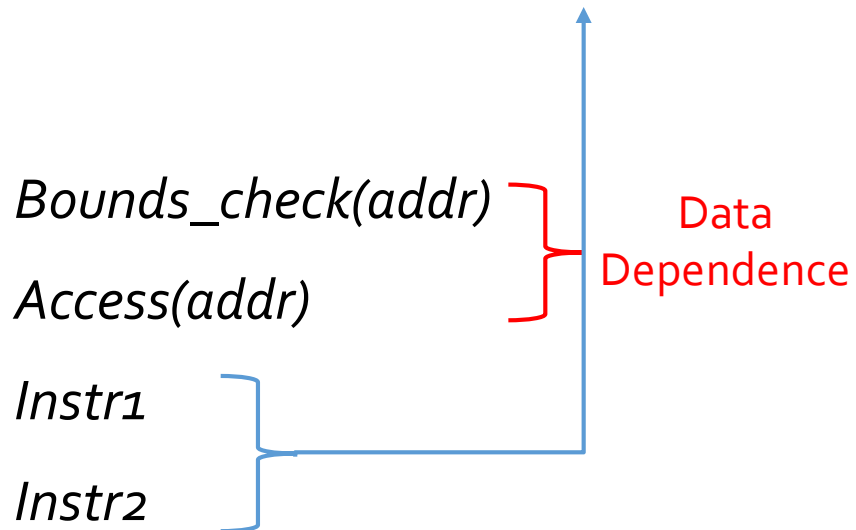 Bounds_check(addr)
Data
Dependence
Access(addr)
Instr1
Instr2